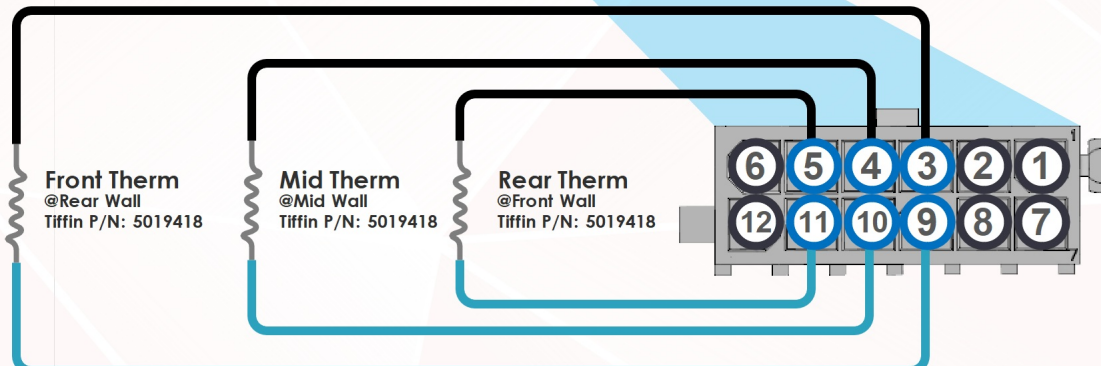 Front Therm
@Rear Wall
Tiffin P/N: 5019418
Mid Therm
@Mid Wall
Tiffin P/N: 5019418
Rear Therm
@Front Wall
Tiffin P/N: 5019418
1
6 5 4 3 2 1
12 11 10 9 8 7
7